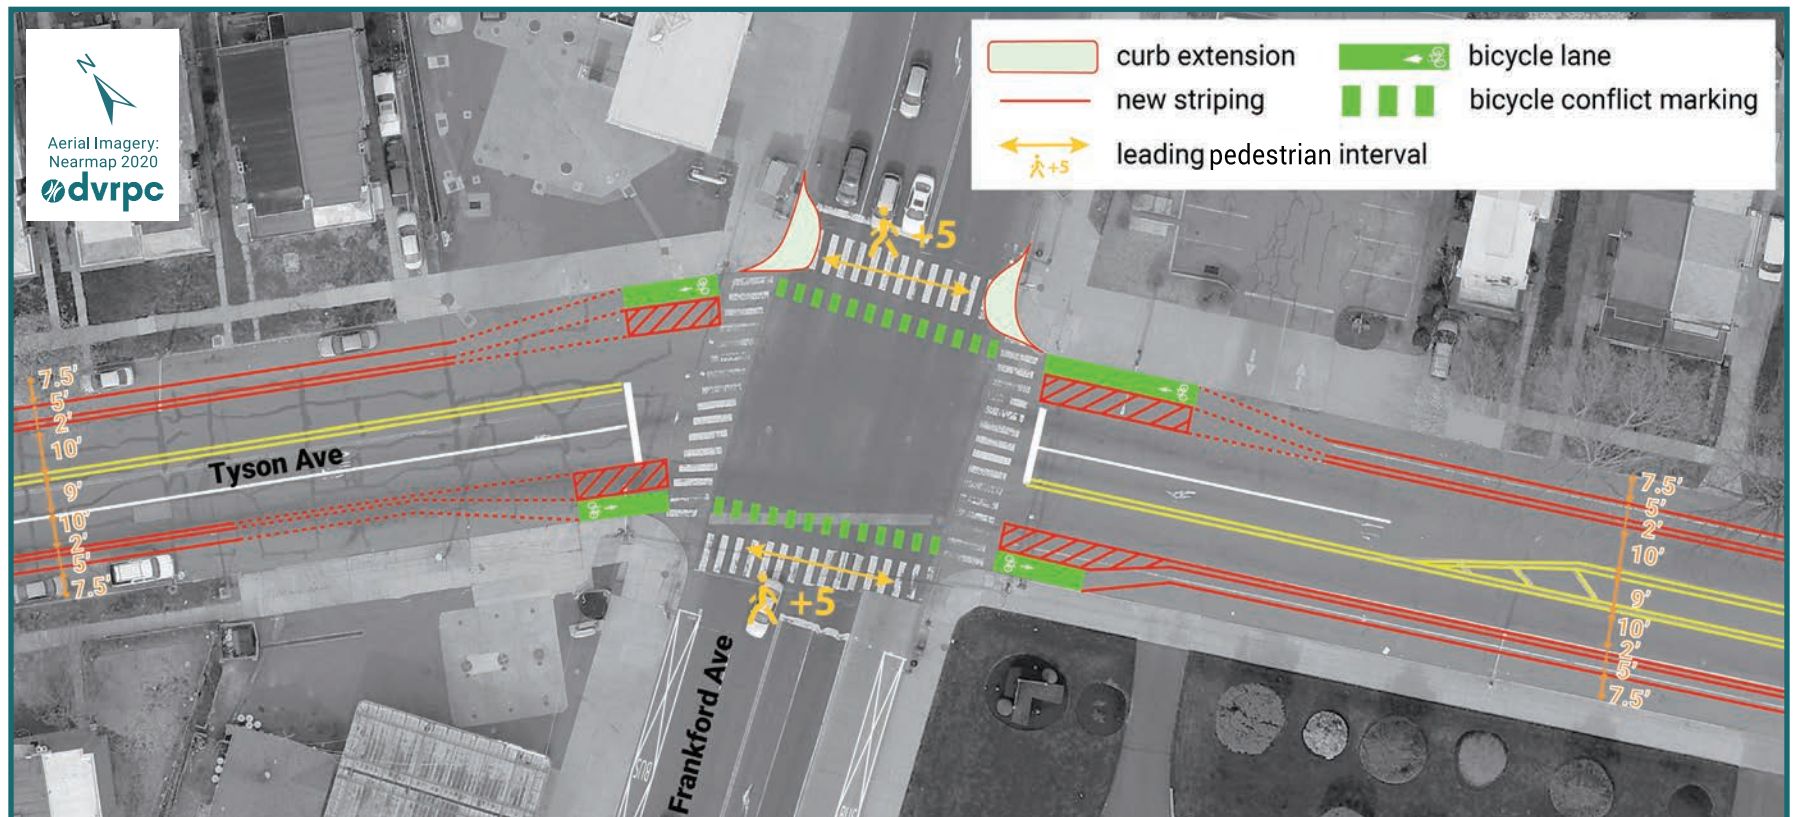 N
Aerial Imagery:
Nearmap 2020
dvrpc
curb extension
bicycle lane
new striping
bicycle conflict marking
+5
leading pedestrian interval
+5
7.5'
5'
2'
10'
9'
10'
2'
5'
7.5'
Tyson Ave
7.5'
5'
2'
10'
9'
10'
2'
5'
7.5'
+5
Frankford Ave
BUS